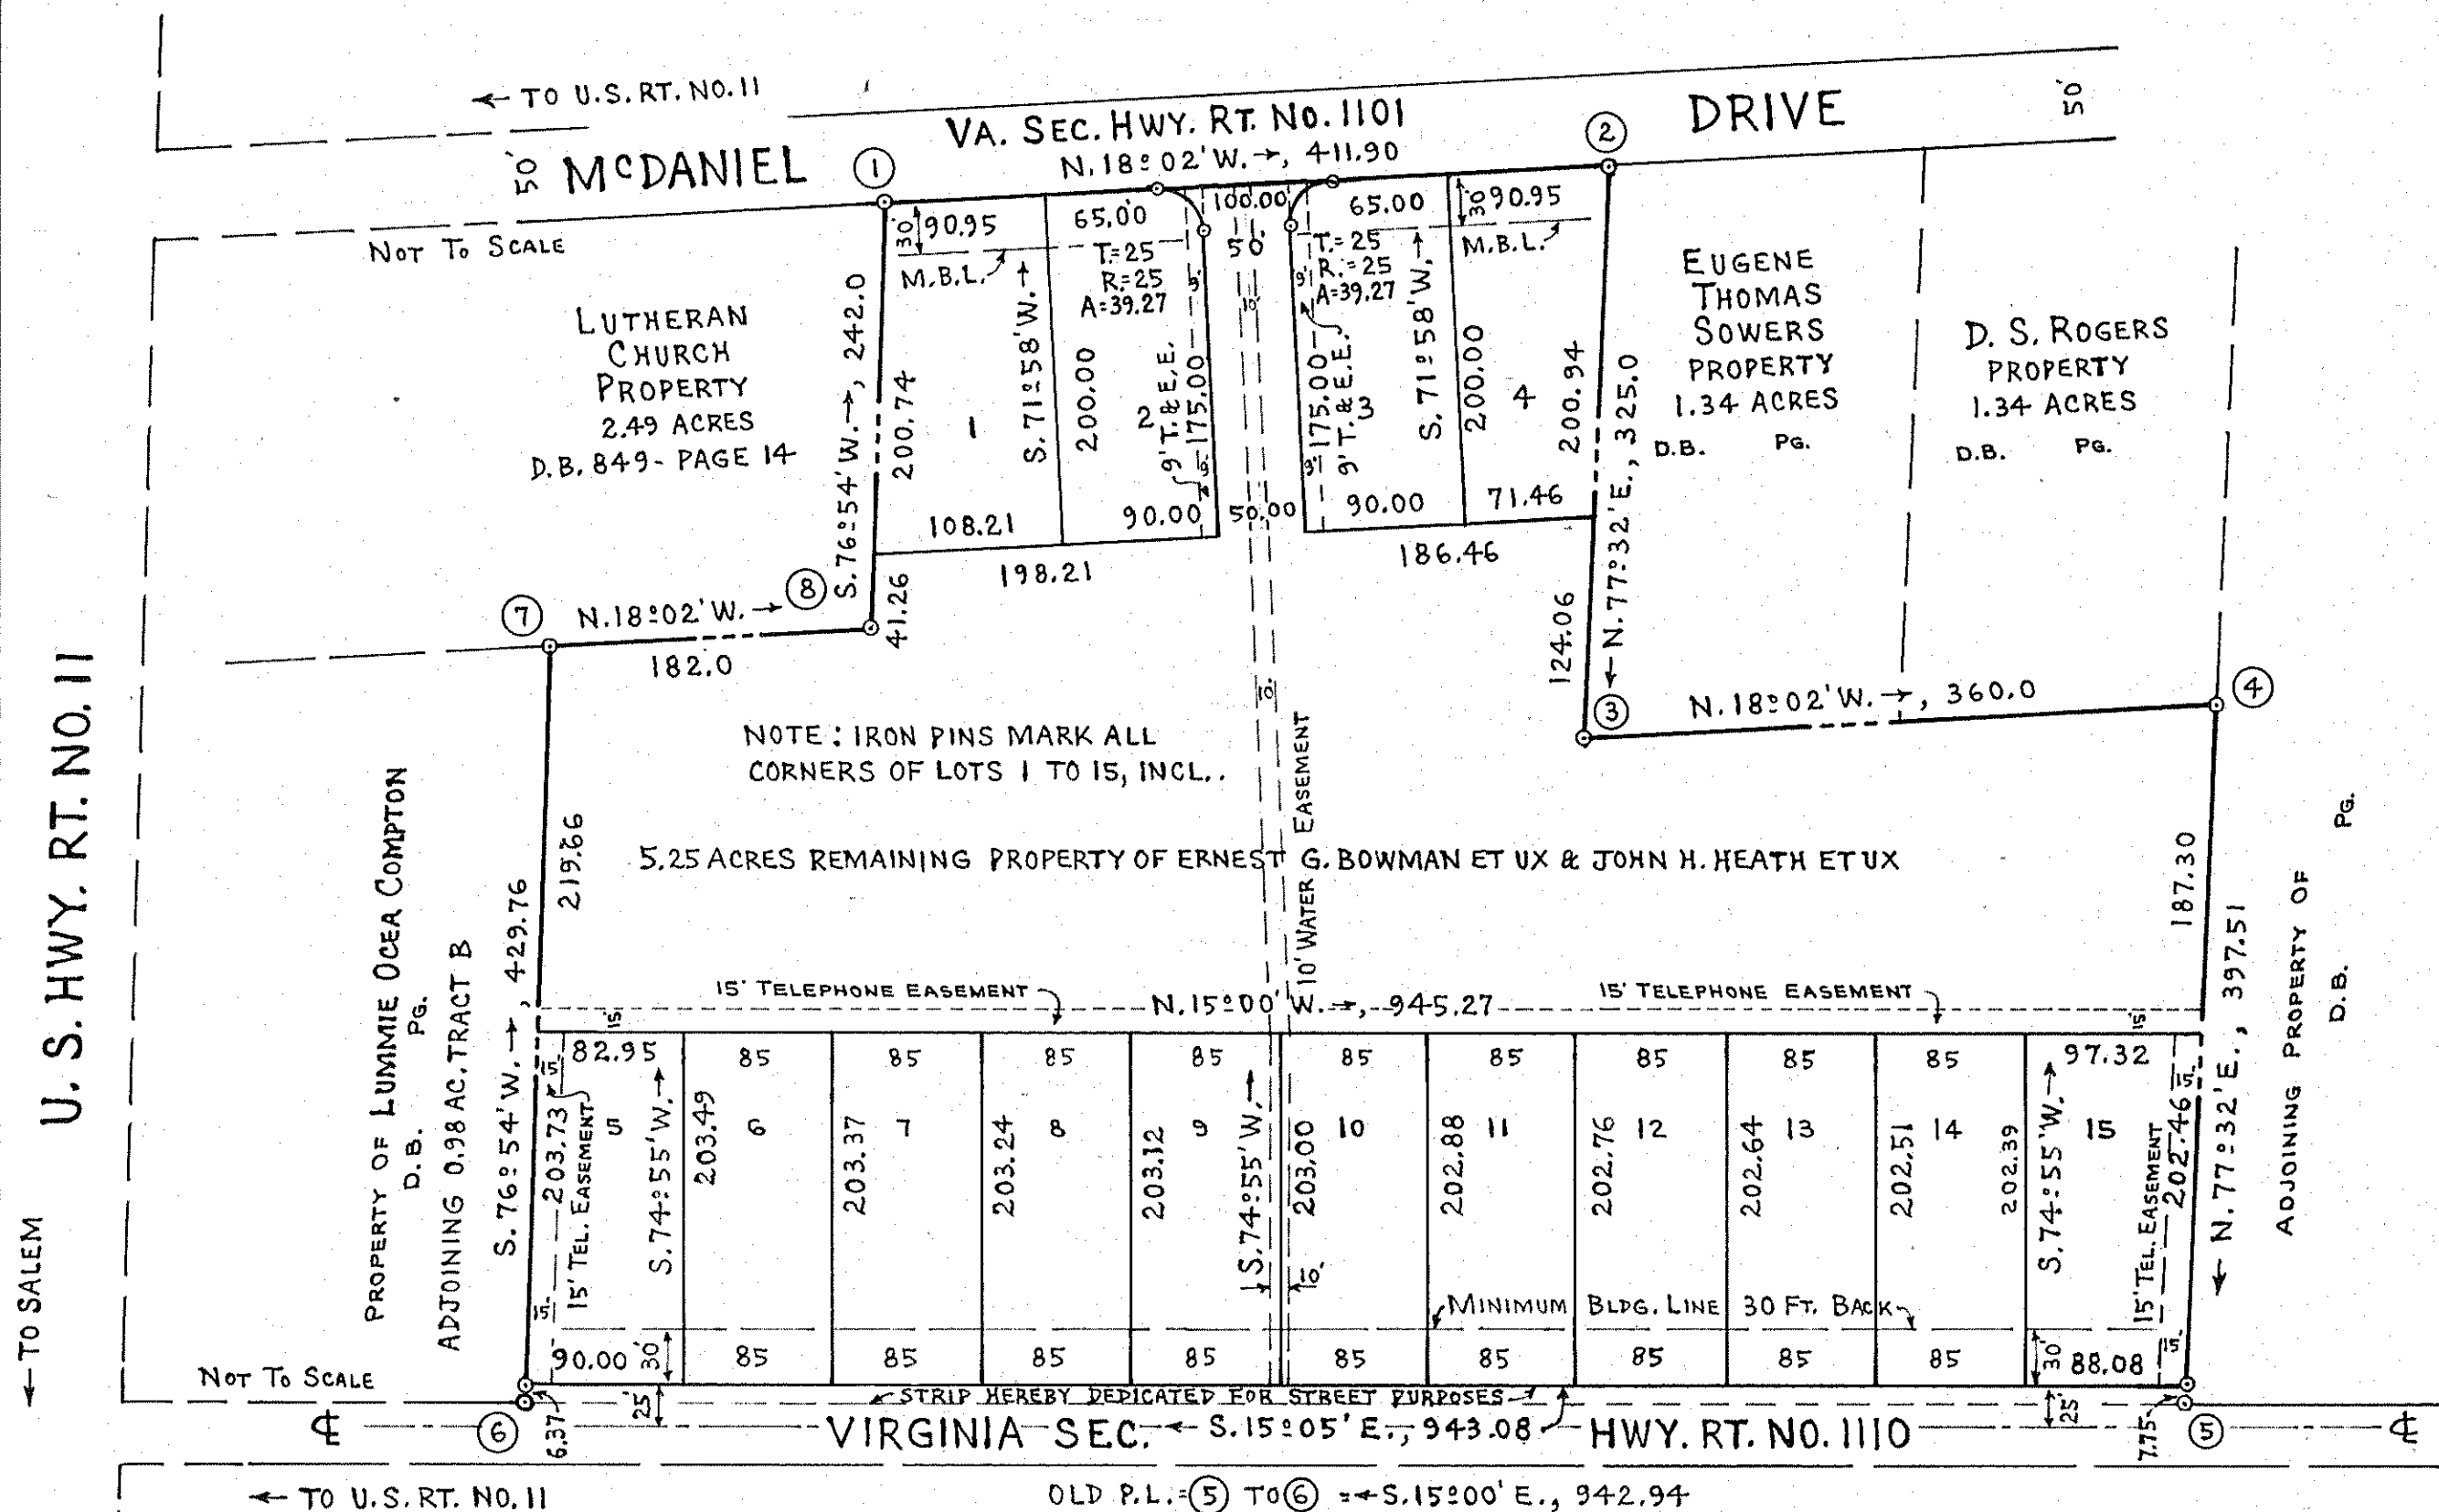 ← TO U.S. RT. NO. 11
VA. SEC. HWY. RT. NO. 1101
DRIVE
50'
50'
McDANIEL
①
②
N. 18° 02' W. →, 411.90
NOT TO SCALE
30'
90.95
65.00
100.00
65.00
30'
90.95
M.B.L.
T.=25
R.=25
A=39.27
50'
T.=25
R.=25
A=39.27
M.B.L.
9'
10'
9'
LUTHERAN
CHURCH
PROPERTY
2.49 ACRES
D.B. 849 - PAGE 14
S. 76° 54' W. →, 242.0
200.74
1
S. 71° 58' W. →
200.00
2
9' T. & E.E.
175.00
9'
9'
175.00
9' T. & E.E.
3
S. 71° 58' W. →
200.00
4
200.94
← N. 77° 32' E., 325.0
EUGENE
THOMAS
SOWERS
PROPERTY
1.34 ACRES
D.B. PG.
D. S. ROGERS
PROPERTY
1.34 ACRES
D.B. PG.
108.21
90.00
50.00
90.00
71.46
198.21
186.46
⑦
N. 18° 02' W. →
⑧
182.0
41.26
124.06
③
N. 18° 02' W. →, 360.0
④
10'
U. S. HWY. RT. NO. 11
← TO SALEM
NOTE: IRON PINS MARK ALL
CORNERS OF LOTS 1 TO 15, INCL..
10' WATER EASEMENT
5.25 ACRES REMAINING PROPERTY OF ERNEST G. BOWMAN ET UX & JOHN H. HEATH ET UX
219.66
187.30
PROPERTY OF LUMMIE OCEA COMPTON
D.B. PG.
ADJOINING 0.98 AC. TRACT B
S. 76° 54' W. →, 429.76
← N. 77° 32' E., 397.51
ADJOINING PROPERTY OF
D.B. PG.
15' TELEPHONE EASEMENT
N. 15° 00' W. →, 945.27
15' TELEPHONE EASEMENT
15'
15'
82.95
85
85
85
85
85
85
85
85
85
97.32
15'
15'
203.73
15' TEL. EASEMENT
5
S. 74° 55' W. →
203.49
6
203.37
7
203.24
8
203.12
9
S. 74° 55' W. →
203.00
10
202.88
11
202.76
12
202.64
13
202.51
14
202.39
S. 74° 55' W. →
15
15' TEL. EASEMENT
202.46
15'
10'
MINIMUM BLDG. LINE 30 FT. BACK
15'
90.00
30'
85
85
85
85
85
85
85
85
85
30'
88.08
NOT TO SCALE
← STRIP HEREBY DEDICATED FOR STREET PURPOSES →
25'
25'
℄
⑥
6.37
VIRGINIA SEC. ← S. 15° 05' E., 943.08 HWY. RT. NO. 1110
7.75
⑤
℄
← TO U.S. RT. NO. 11
OLD P.L. = ⑤ TO ⑥ = ← S. 15° 00' E., 942.94